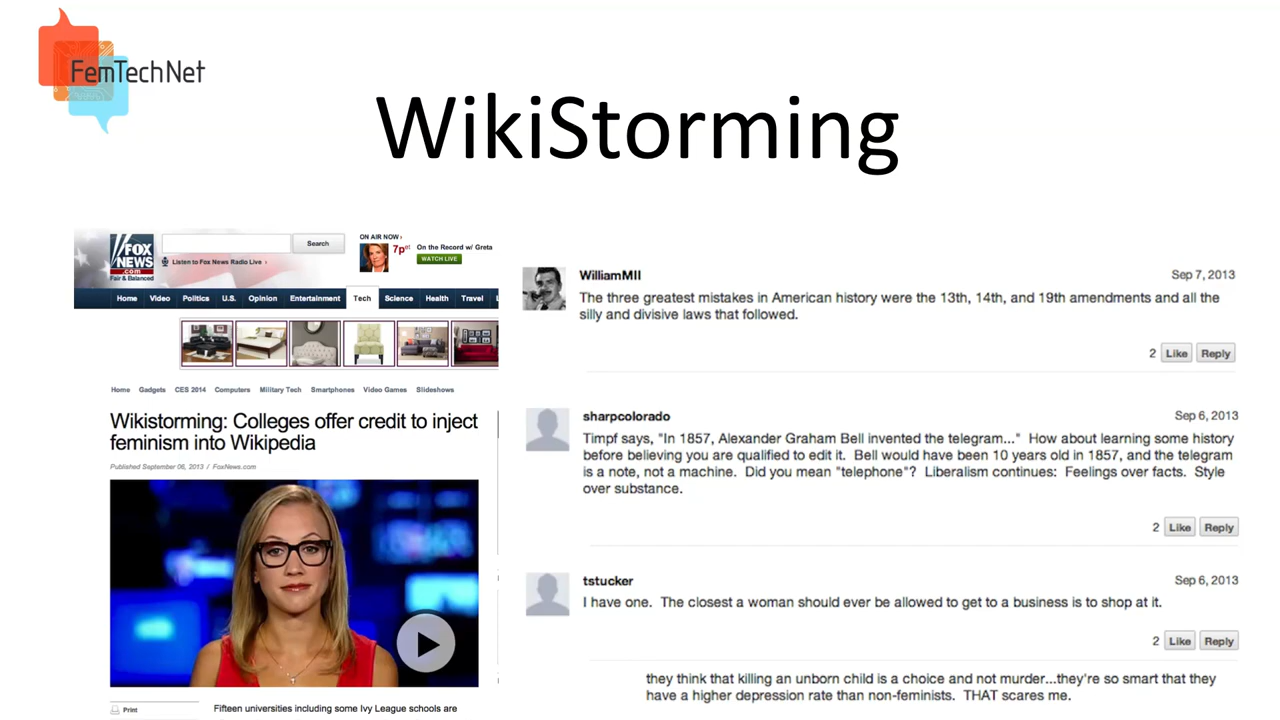 FemTechNet
WikiStorming
FOX
NEWS
.com
Fair & Balanced
Search
Listen to Fox News Radio Live ›
ON AIR NOW ›
7p et
On the Record w/ Greta
WATCH LIVE
Home Video Politics U.S. Opinion Entertainment Tech Science Health Travel L
Home Gadgets CES 2014 Computers Military Tech Smartphones Video Games Slideshows
Wikistorming: Colleges offer credit to inject
feminism into Wikipedia
Published September 06, 2013 / FoxNews.com
Print
Fifteen universities including some Ivy League schools are
WilliamMII Sep 7, 2013
The three greatest mistakes in American history were the 13th, 14th, and 19th amendments and all the
silly and divisive laws that followed.
2 Like Reply
sharpcolorado Sep 6, 2013
Timpf says, "In 1857, Alexander Graham Bell invented the telegram..." How about learning some history
before believing you are qualified to edit it. Bell would have been 10 years old in 1857, and the telegram
is a note, not a machine. Did you mean "telephone"? Liberalism continues: Feelings over facts. Style
over substance.
2 Like Reply
tstucker Sep 6, 2013
I have one. The closest a woman should ever be allowed to get to a business is to shop at it.
2 Like Reply
they think that killing an unborn child is a choice and not murder...they're so smart that they
have a higher depression rate than non-feminists. THAT scares me.